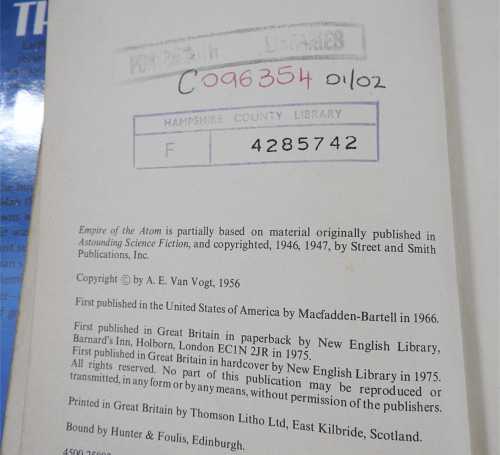 TH
LIBRARIES
C096354 01/02
HAMPSHIRE COUNTY LIBRARY
F 4285742
Empire of the Atom is partially based on material originally published in
Astounding Science Fiction, and copyrighted, 1946, 1947, by Street and Smith
Publications, Inc.
Copyright © by A. E. Van Vogt, 1956
First published in the United States of America by Macfadden-Bartell in 1966.
First published in Great Britain in paperback by New English Library,
Barnard's Inn, Holborn, London EC1N 2JR in 1975.
First published in Great Britain in hardcover by New English Library in 1975.
All rights reserved. No part of this publication may be reproduced or
transmitted, in any form or by any means, without permission of the publishers.
Printed in Great Britain by Thomson Litho Ltd, East Kilbride, Scotland.
Bound by Hunter & Foulis, Edinburgh.